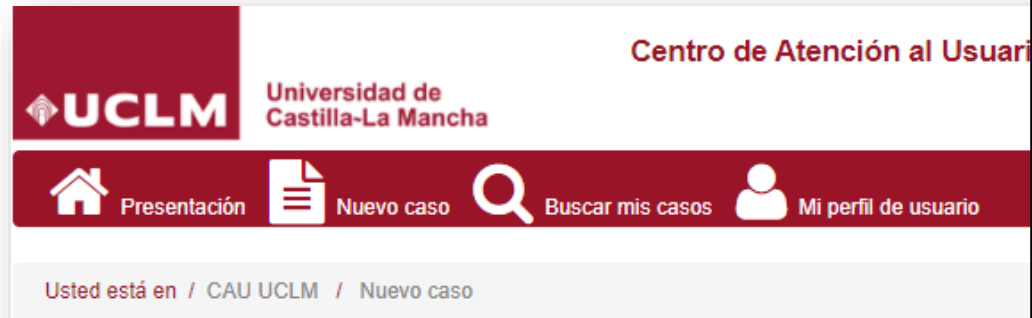 Centro de Atención al Usuari
UCLM
Universidad de
Castilla-La Mancha
Presentación Nuevo caso Buscar mis casos Mi perfil de usuario
Usted está en / CAU UCLM / Nuevo caso